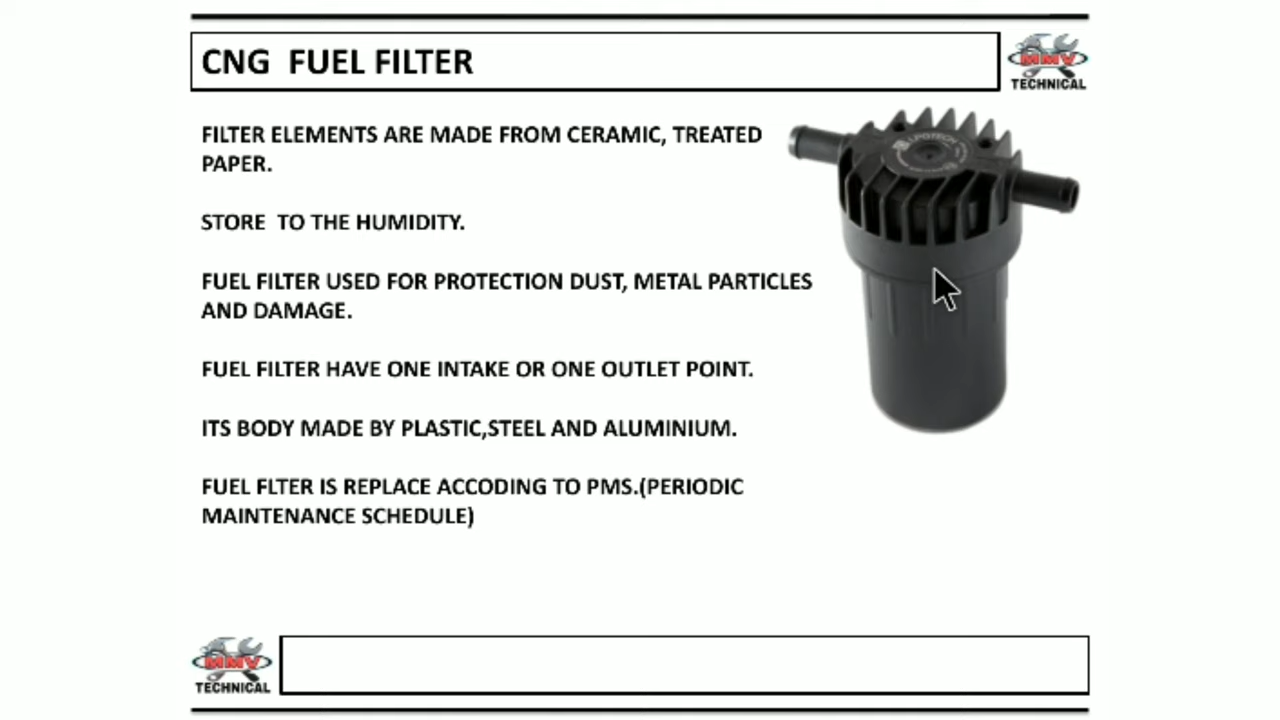 CNG FUEL FILTER
MMV
TECHNICAL
FILTER ELEMENTS ARE MADE FROM CERAMIC, TREATED
PAPER.
STORE TO THE HUMIDITY.
FUEL FILTER USED FOR PROTECTION DUST, METAL PARTICLES
AND DAMAGE.
FUEL FILTER HAVE ONE INTAKE OR ONE OUTLET POINT.
ITS BODY MADE BY PLASTIC,STEEL AND ALUMINIUM.
FUEL FLTER IS REPLACE ACCODING TO PMS.(PERIODIC
MAINTENANCE SCHEDULE)
MMV
TECHNICAL